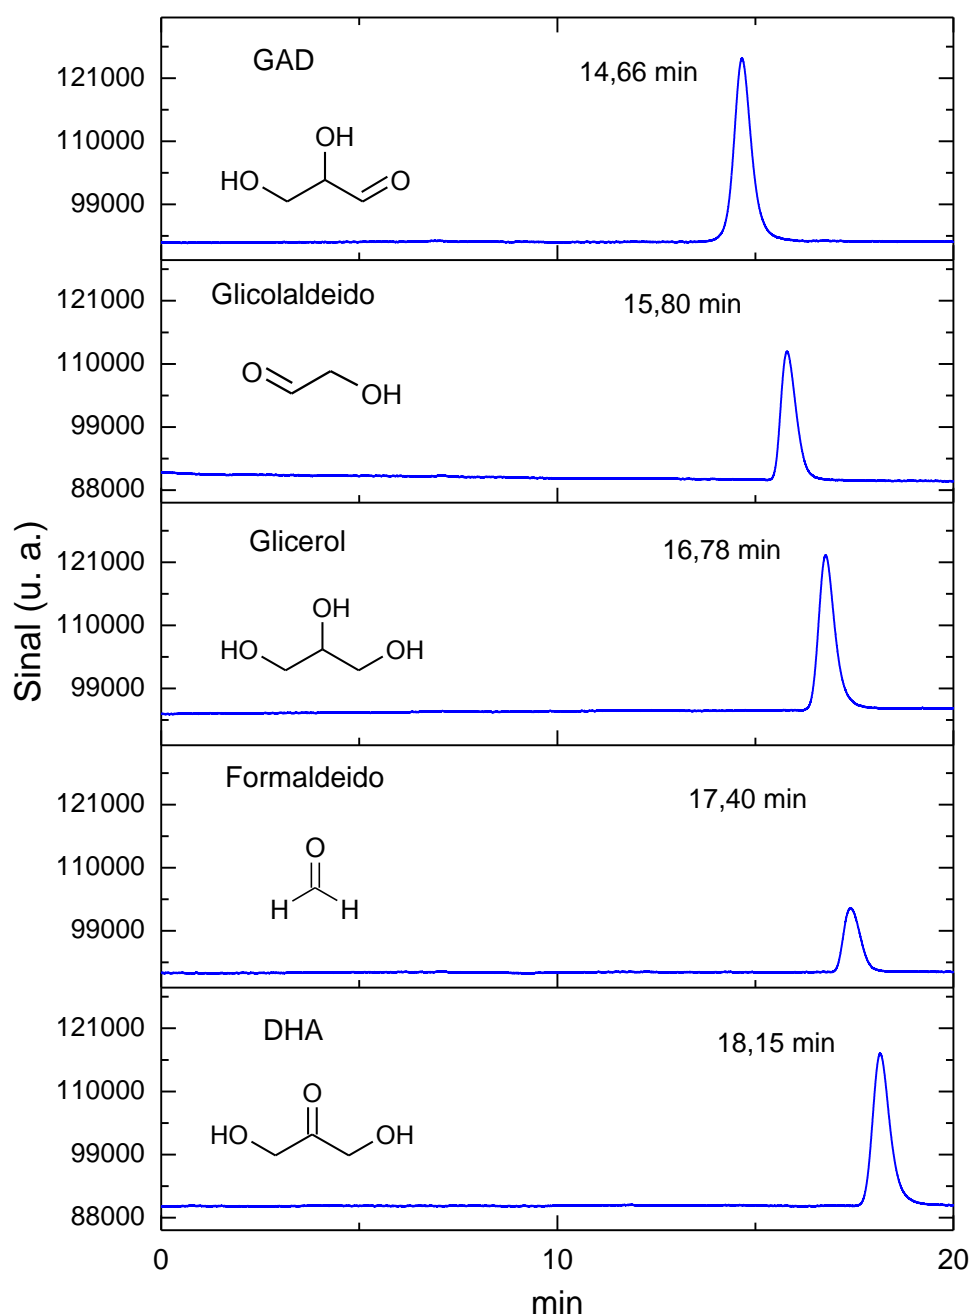 GAD
14,66 min
121000
110000
99000
OH
HO
O
Glicolaldeido
15,80 min
121000
110000
99000
88000
O
OH
Sinal (u. a.)
Glicerol
16,78 min
121000
110000
99000
OH
HO
OH
Formaldeido
17,40 min
121000
110000
99000
O
H
H
DHA
18,15 min
121000
110000
99000
88000
O
HO
OH
0
10
20
min